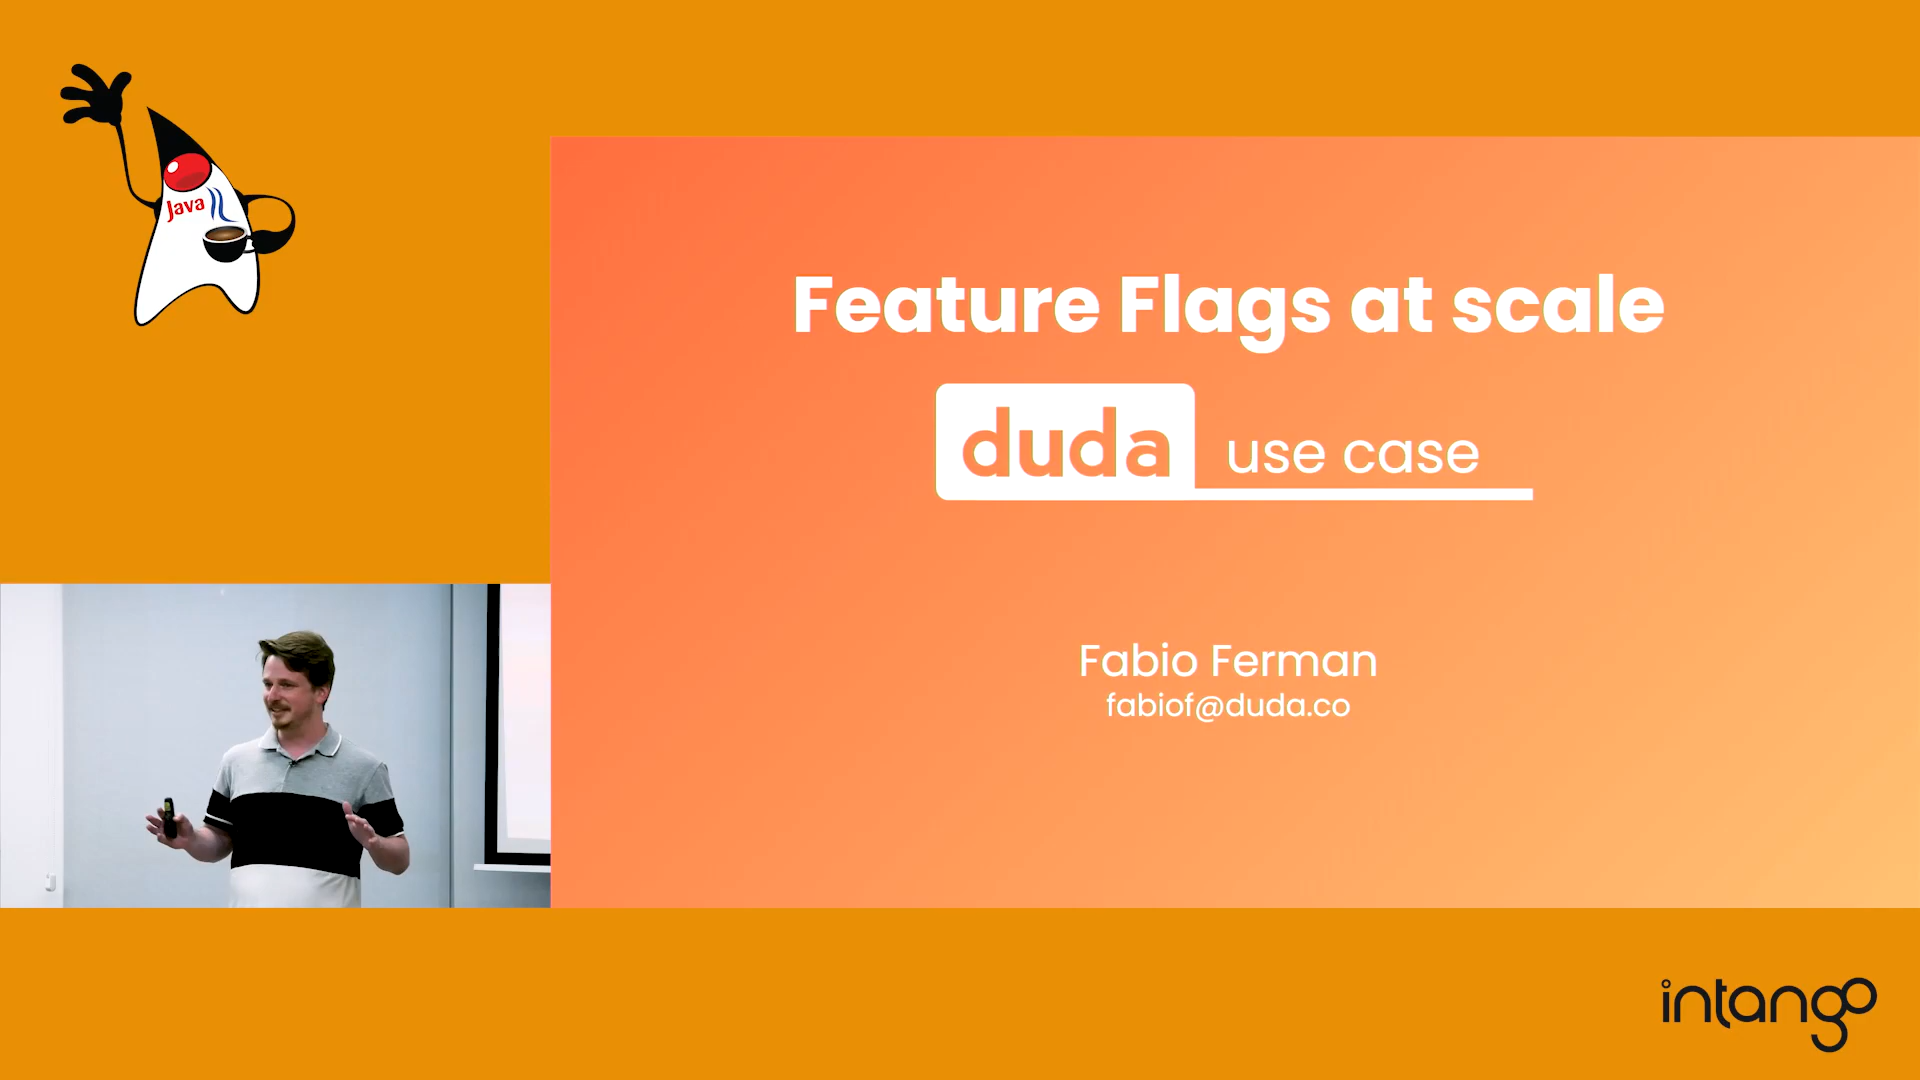 Java
Feature Flags at scale
duda use case
Fabio Ferman
fabiof@duda.co
intango